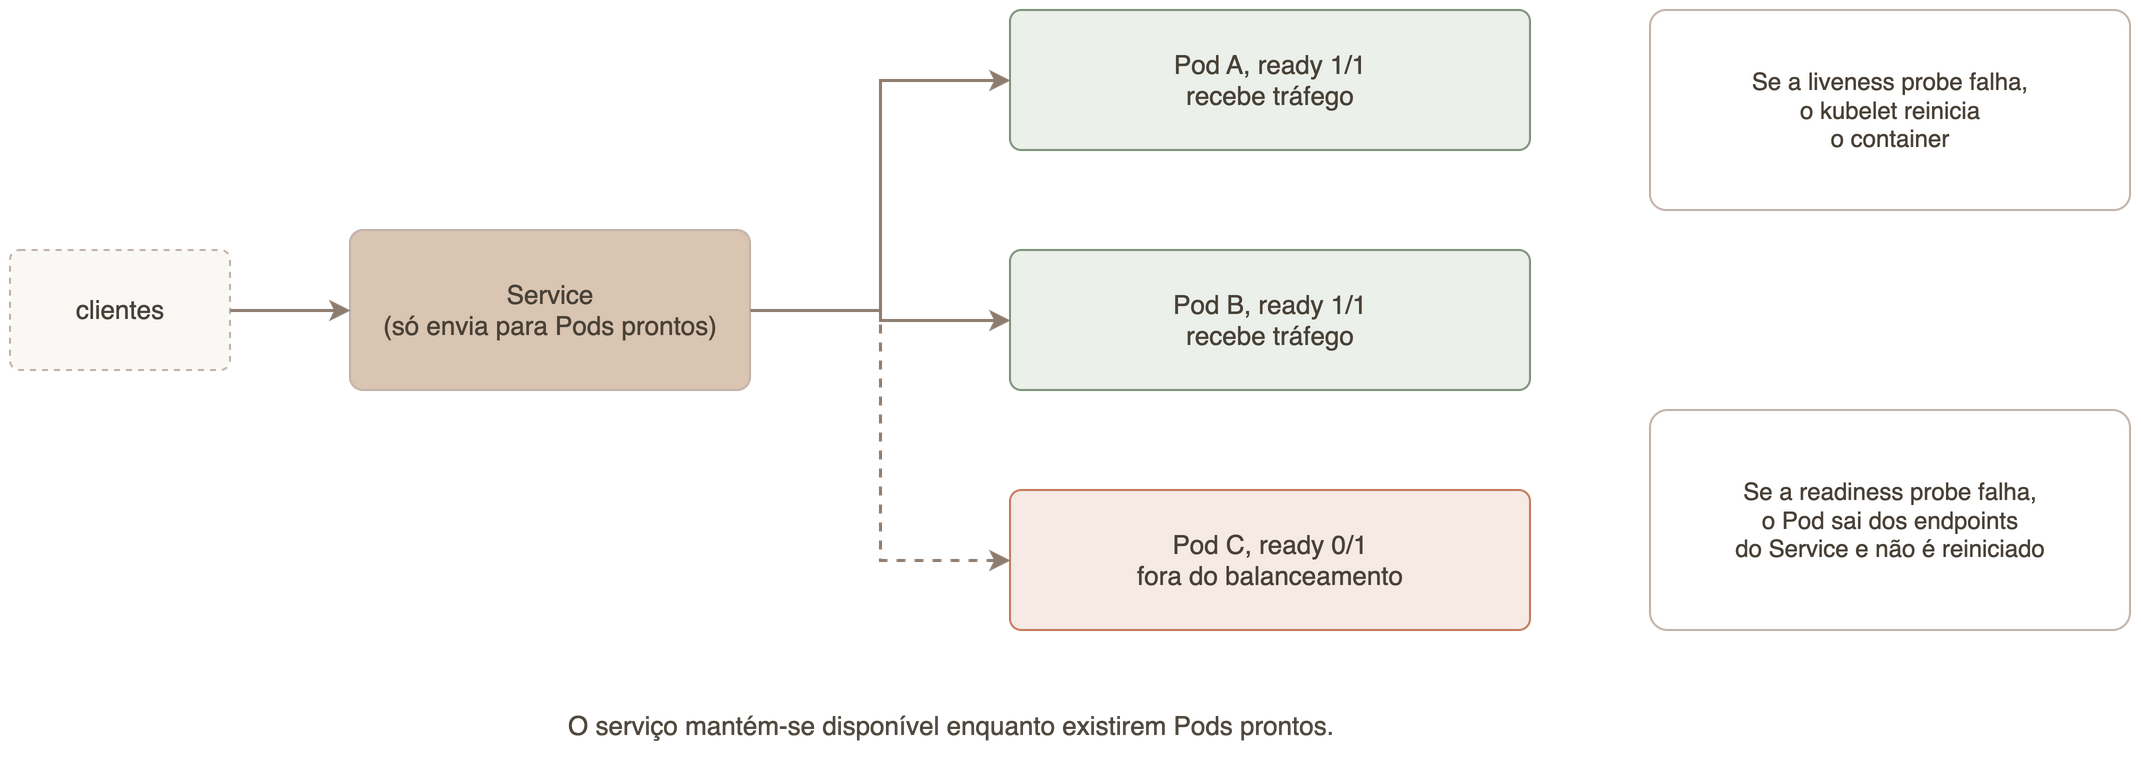 clientes
Service
(só envia para Pods prontos)
Pod A, ready 1/1
recebe tráfego
Pod B, ready 1/1
recebe tráfego
Pod C, ready 0/1
fora do balanceamento
Se a liveness probe falha,
o kubelet reinicia
o container
Se a readiness probe falha,
o Pod sai dos endpoints
do Service e não é reiniciado
O serviço mantém-se disponível enquanto existirem Pods prontos.